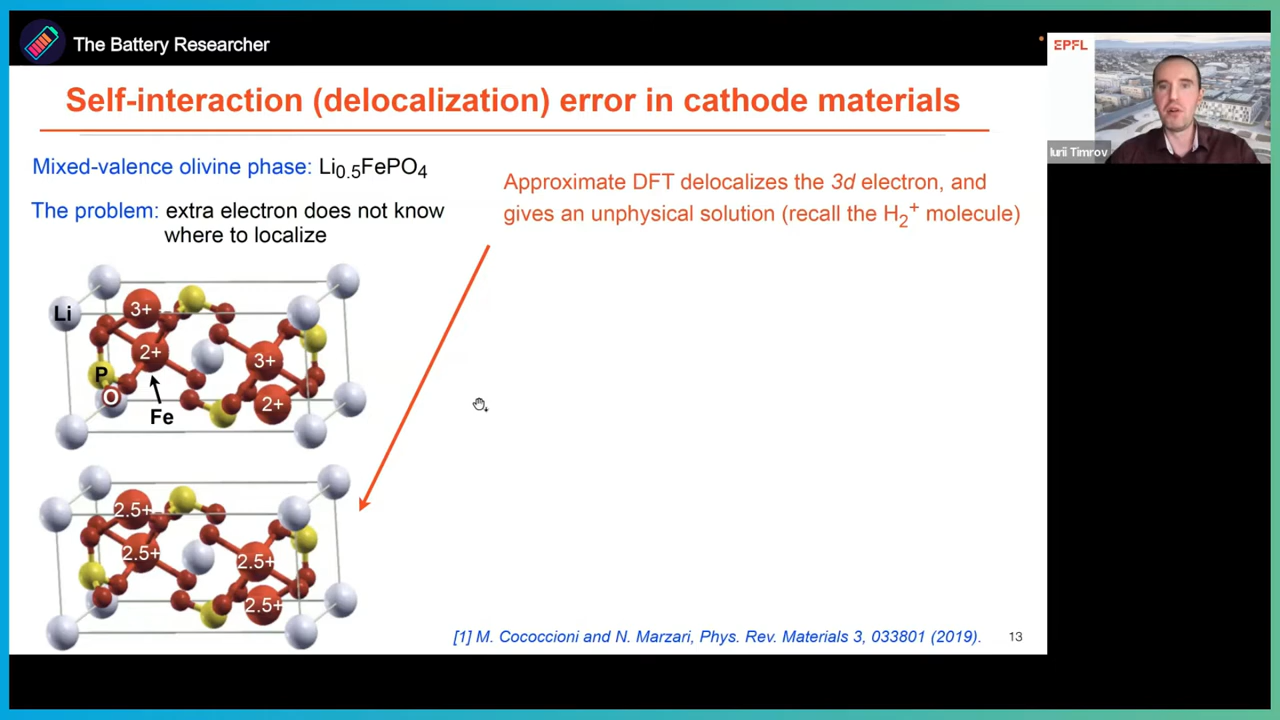 The Battery Researcher
EPFL
Iurii Timrov
Self-interaction (delocalization) error in cathode materials
Mixed-valence olivine phase: Li0.5FePO4
The problem: extra electron does not know
where to localize
Approximate DFT delocalizes the 3d electron, and
gives an unphysical solution (recall the H2+ molecule)
Li
3+
2+
3+
P
O
Fe
2+
2.5+
2.5+
2.5+
2.5+
[1] M. Cococcioni and N. Marzari, Phys. Rev. Materials 3, 033801 (2019).
13